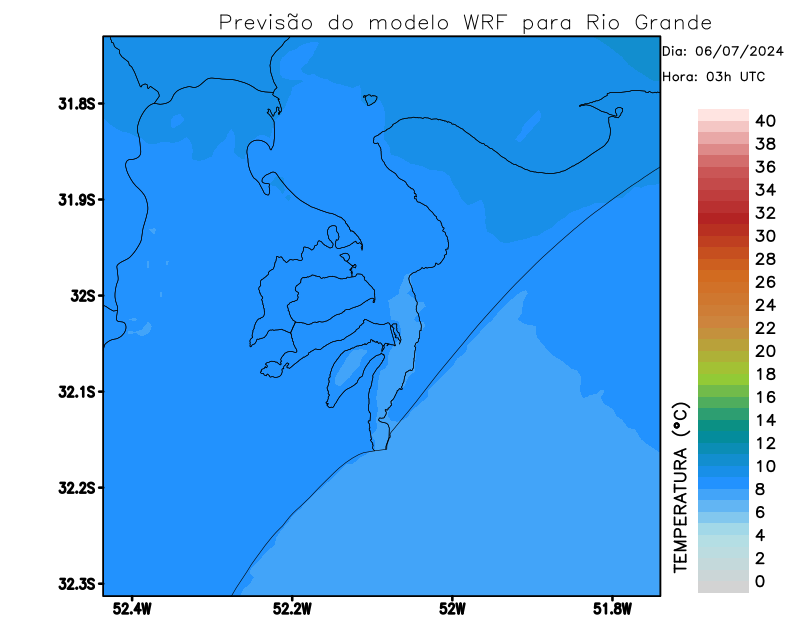 Previsão do modelo WRF para Rio Grande
Dia: 06/07/2024
Hora: 03h UTC
31.8S
31.9S
32S
32.1S
32.2S
32.3S
52.4W
52.2W
52W
51.8W
TEMPERATURA (°C)
40
38
36
34
32
30
28
26
24
22
20
18
16
14
12
10
8
6
4
2
0